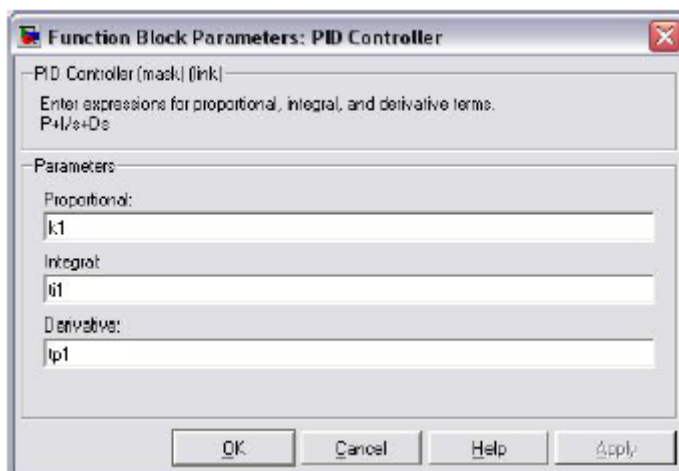 Function Block Parameters: PID Controller
PID Controller (mask) (link)
Enter expressions for proportional, integral, and derivative terms.
P+I/s+Ds
Parameters
Proportional:
k1
Integral:
ti1
Derivative:
tp1
OK
Cancel
Help
Apply